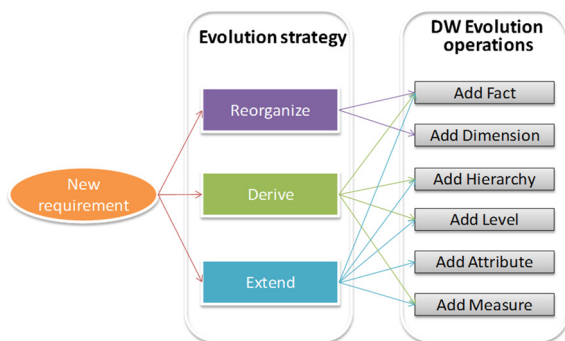 Evolution strategy
DW Evolution
operations
New
requirement
Reorganize
Derive
Extend
Add Fact
Add Dimension
Add Hierarchy
Add Level
Add Attribute
Add Measure